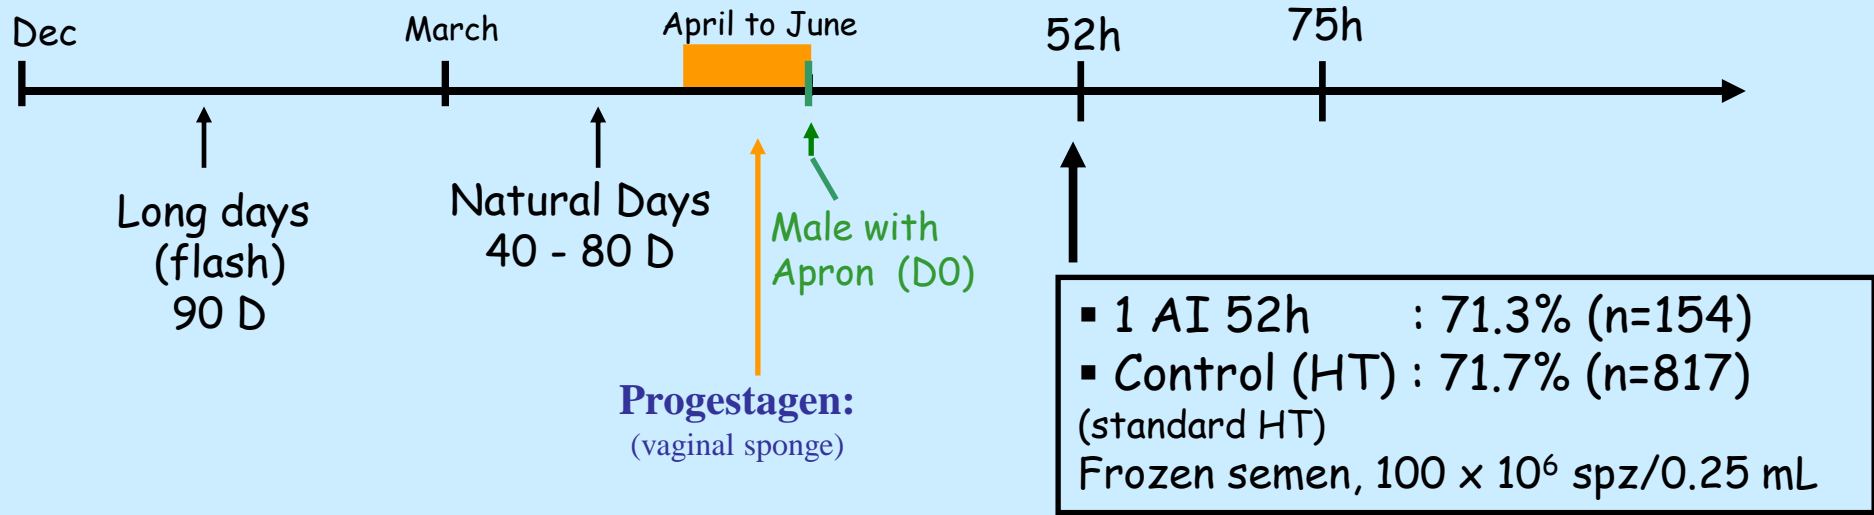 Dec
March
April to June
52h
75h
Long days
(flash)
90 D
Natural Days
40 - 80 D
Male with
Apron (D0)
Progestagen:
(vaginal sponge)
▪ 1 AI 52h : 71.3% (n=154)
▪ Control (HT) : 71.7% (n=817)
(standard HT)
Frozen semen, 100 x 10⁶ spz/0.25 mL